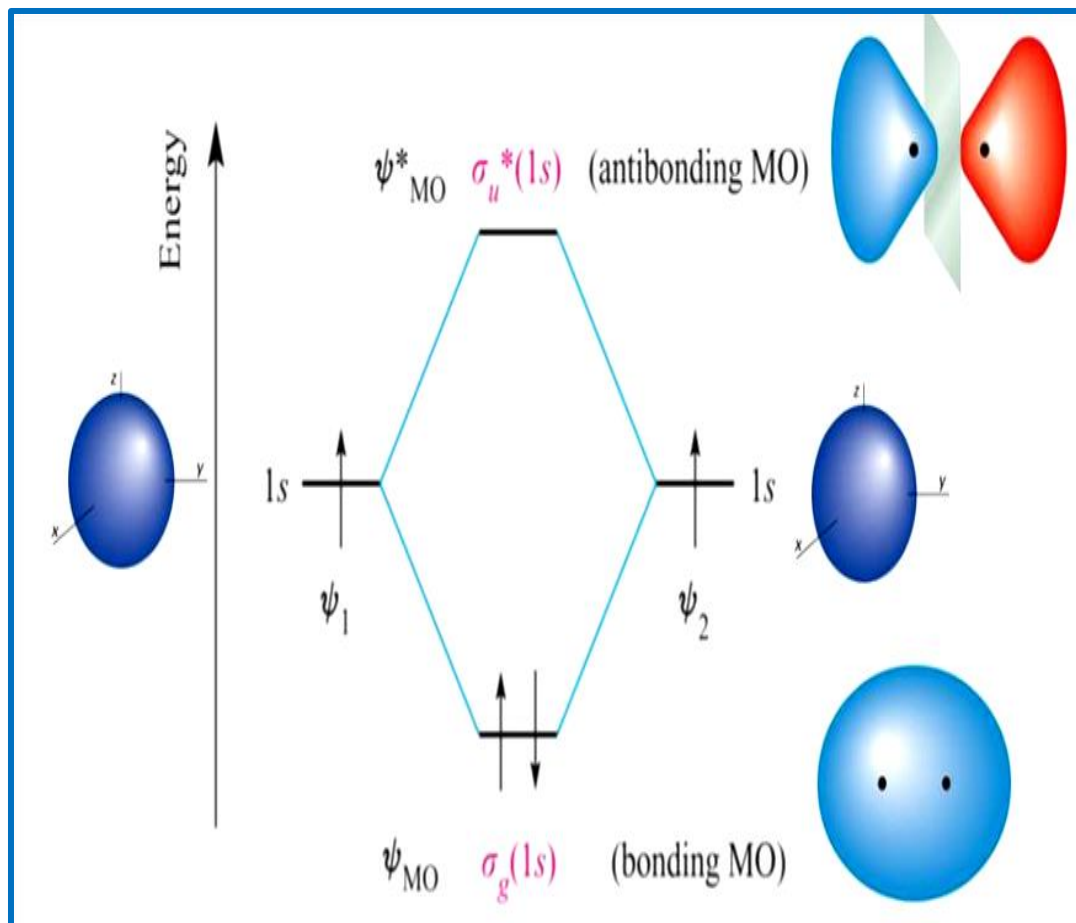 Energy
ψ*MO σu*(1s) (antibonding MO)
z
y
x
1s
ψ1
1s
ψ2
z
y
x
ψMO σg(1s) (bonding MO)